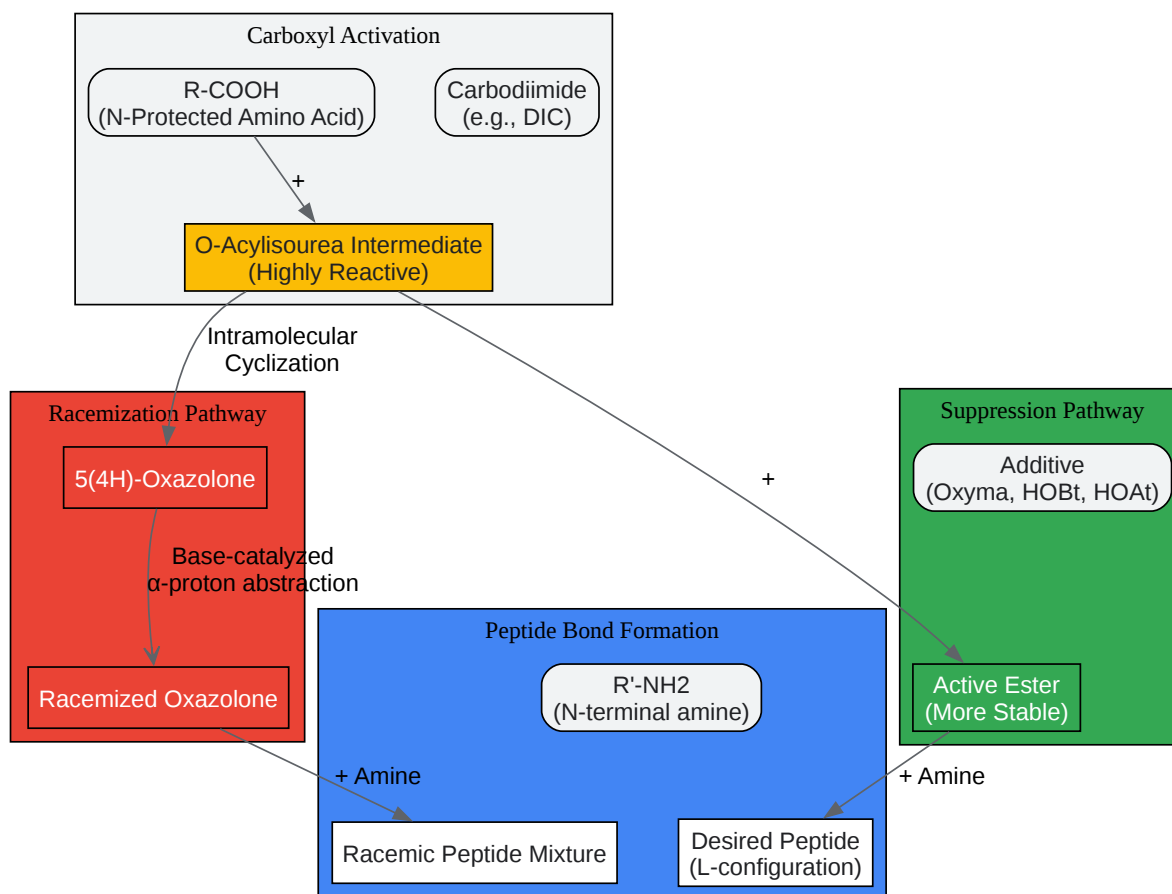 Carboxyl Activation
R-COOH
(N-Protected Amino Acid)
Carbodiimide
(e.g., DIC)
+
O-Acylisourea Intermediate
(Highly Reactive)
Intramolecular
Cyclization
Racemization Pathway
5(4H)-Oxazolone
Base-catalyzed
α-proton abstraction
Racemized Oxazolone
+
Suppression Pathway
Additive
(Oxyma, HOBt, HOAt)
Active Ester
(More Stable)
Peptide Bond Formation
R'-NH2
(N-terminal amine)
+ Amine
+ Amine
Racemic Peptide Mixture
Desired Peptide
(L-configuration)